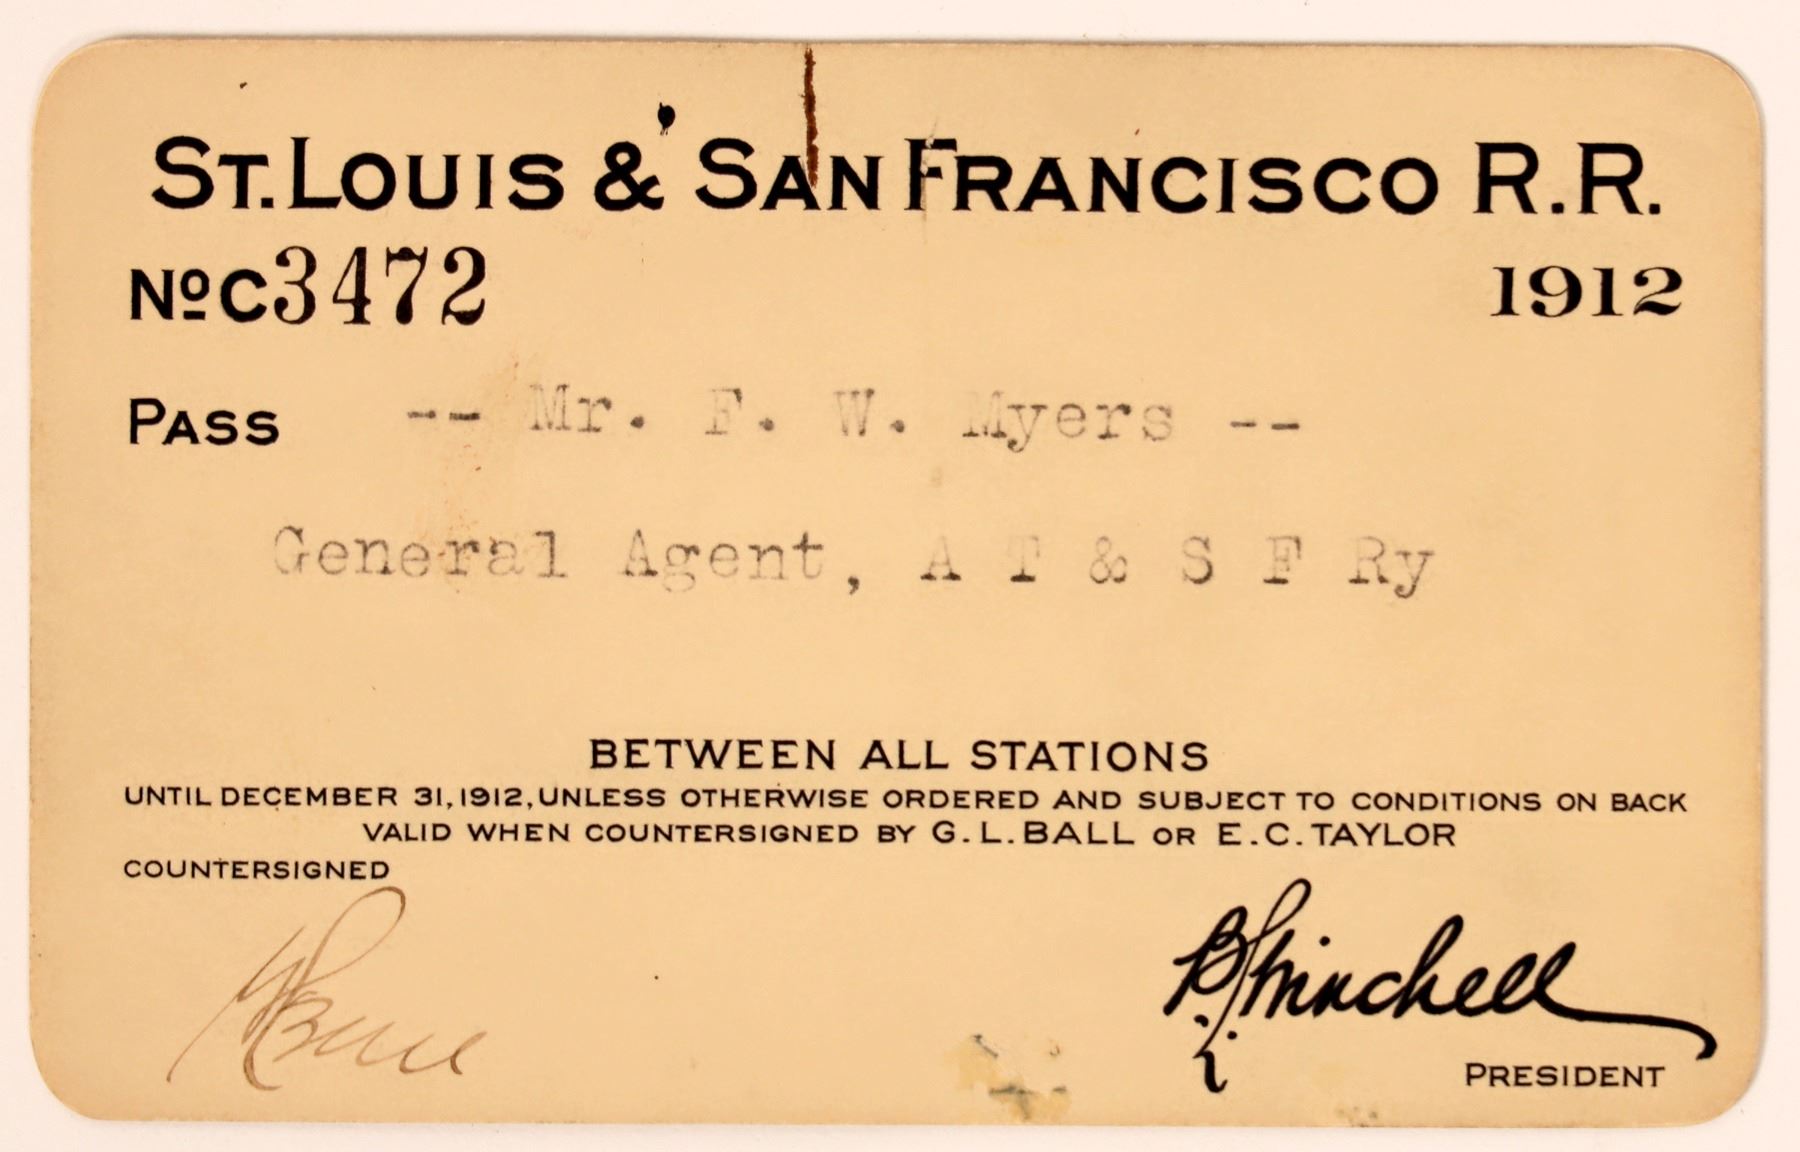 ST. LOUIS & SAN FRANCISCO R.R.
No C3472 1912
PASS -- Mr. F. W. Myers --
General Agent, A T & S F Ry
BETWEEN ALL STATIONS
UNTIL DECEMBER 31, 1912, UNLESS OTHERWISE ORDERED AND SUBJECT TO CONDITIONS ON BACK
VALID WHEN COUNTERSIGNED BY G. L. BALL OR E. C. TAYLOR
COUNTERSIGNED
G L Ball B L Winchell
PRESIDENT